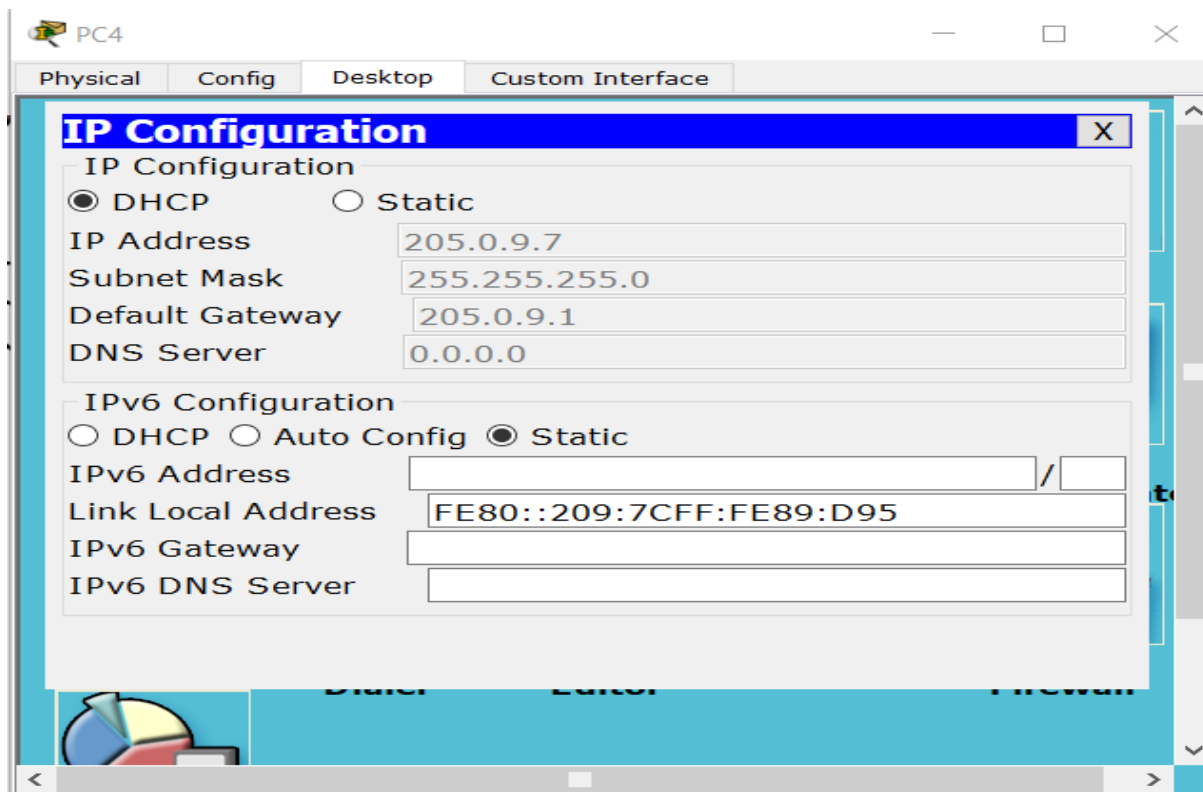 PC4
Physical Config Desktop Custom Interface
IP Configuration X
IP Configuration
DHCP Static
IP Address 205.0.9.7
Subnet Mask 255.255.255.0
Default Gateway 205.0.9.1
DNS Server 0.0.0.0
IPv6 Configuration
DHCP Auto Config Static
IPv6 Address /
Link Local Address FE80::209:7CFF:FE89:D95
IPv6 Gateway
IPv6 DNS Server
Dialer Editor Firewall